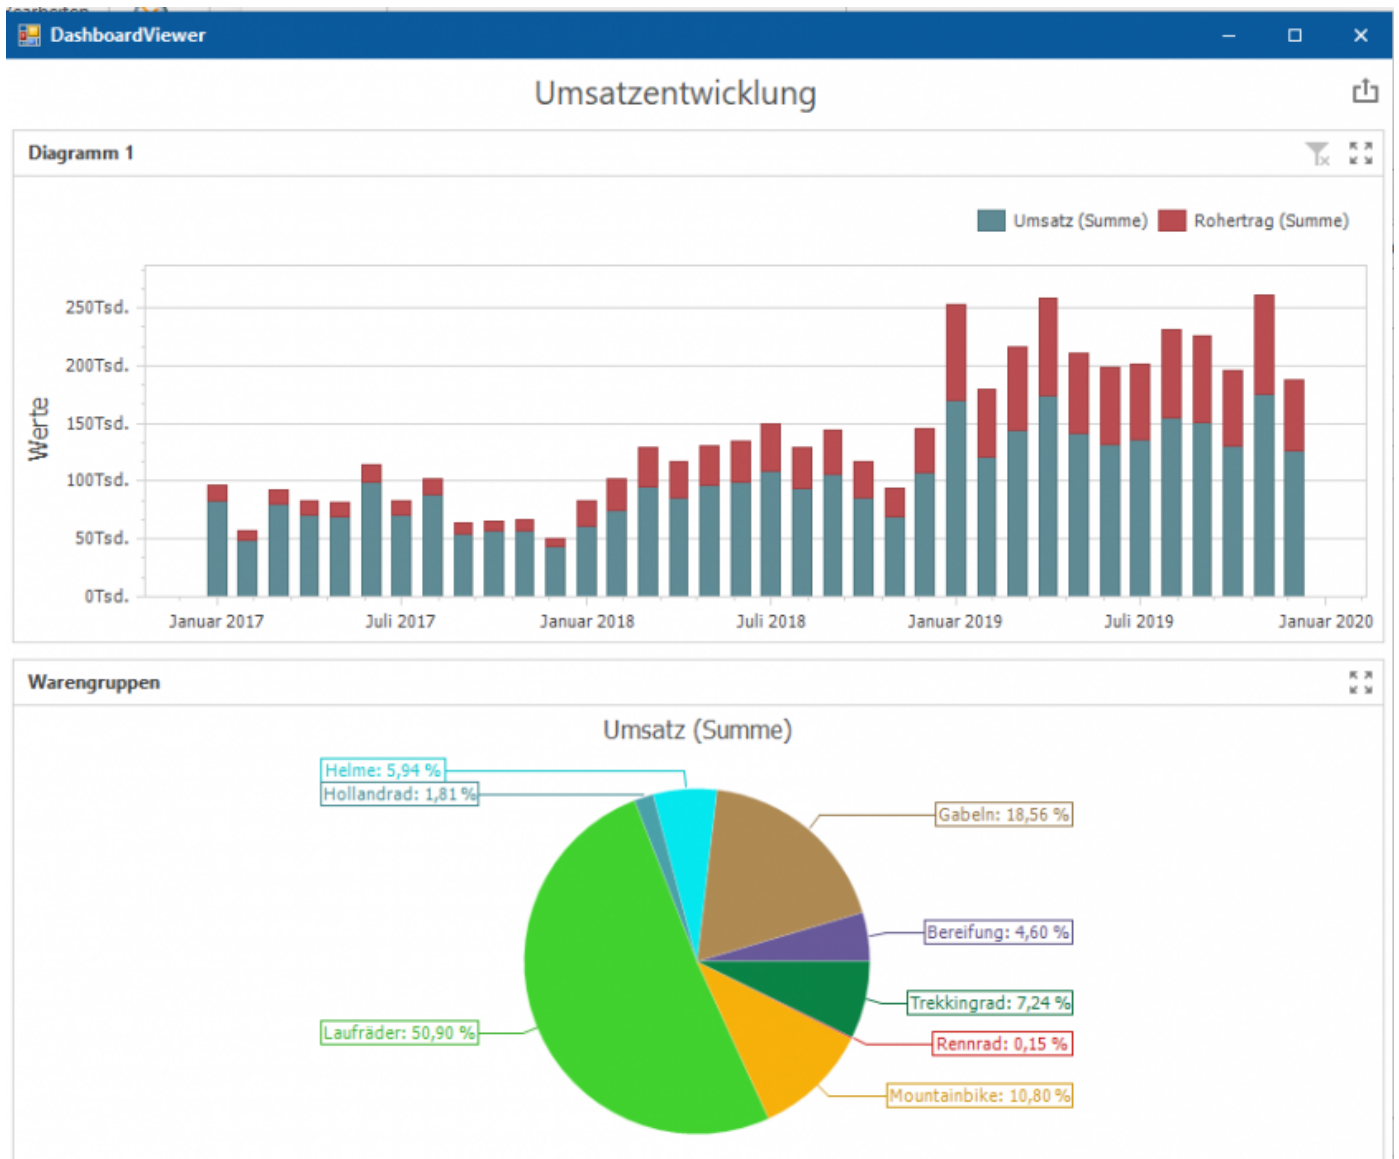 DashboardViewer
Umsatzentwicklung
Diagramm 1
Umsatz (Summe) Rohertrag (Summe)
Werte
250Tsd.
200Tsd.
150Tsd.
100Tsd.
50Tsd.
0Tsd.
Januar 2017 Juli 2017 Januar 2018 Juli 2018 Januar 2019 Juli 2019 Januar 2020
Warengruppen
Umsatz (Summe)
Helme: 5,94 %
Hollandrad: 1,81 %
Gabeln: 18,56 %
Bereifung: 4,60 %
Trekkingrad: 7,24 %
Laufräder: 50,90 %
Rennrad: 0,15 %
Mountainbike: 10,80 %